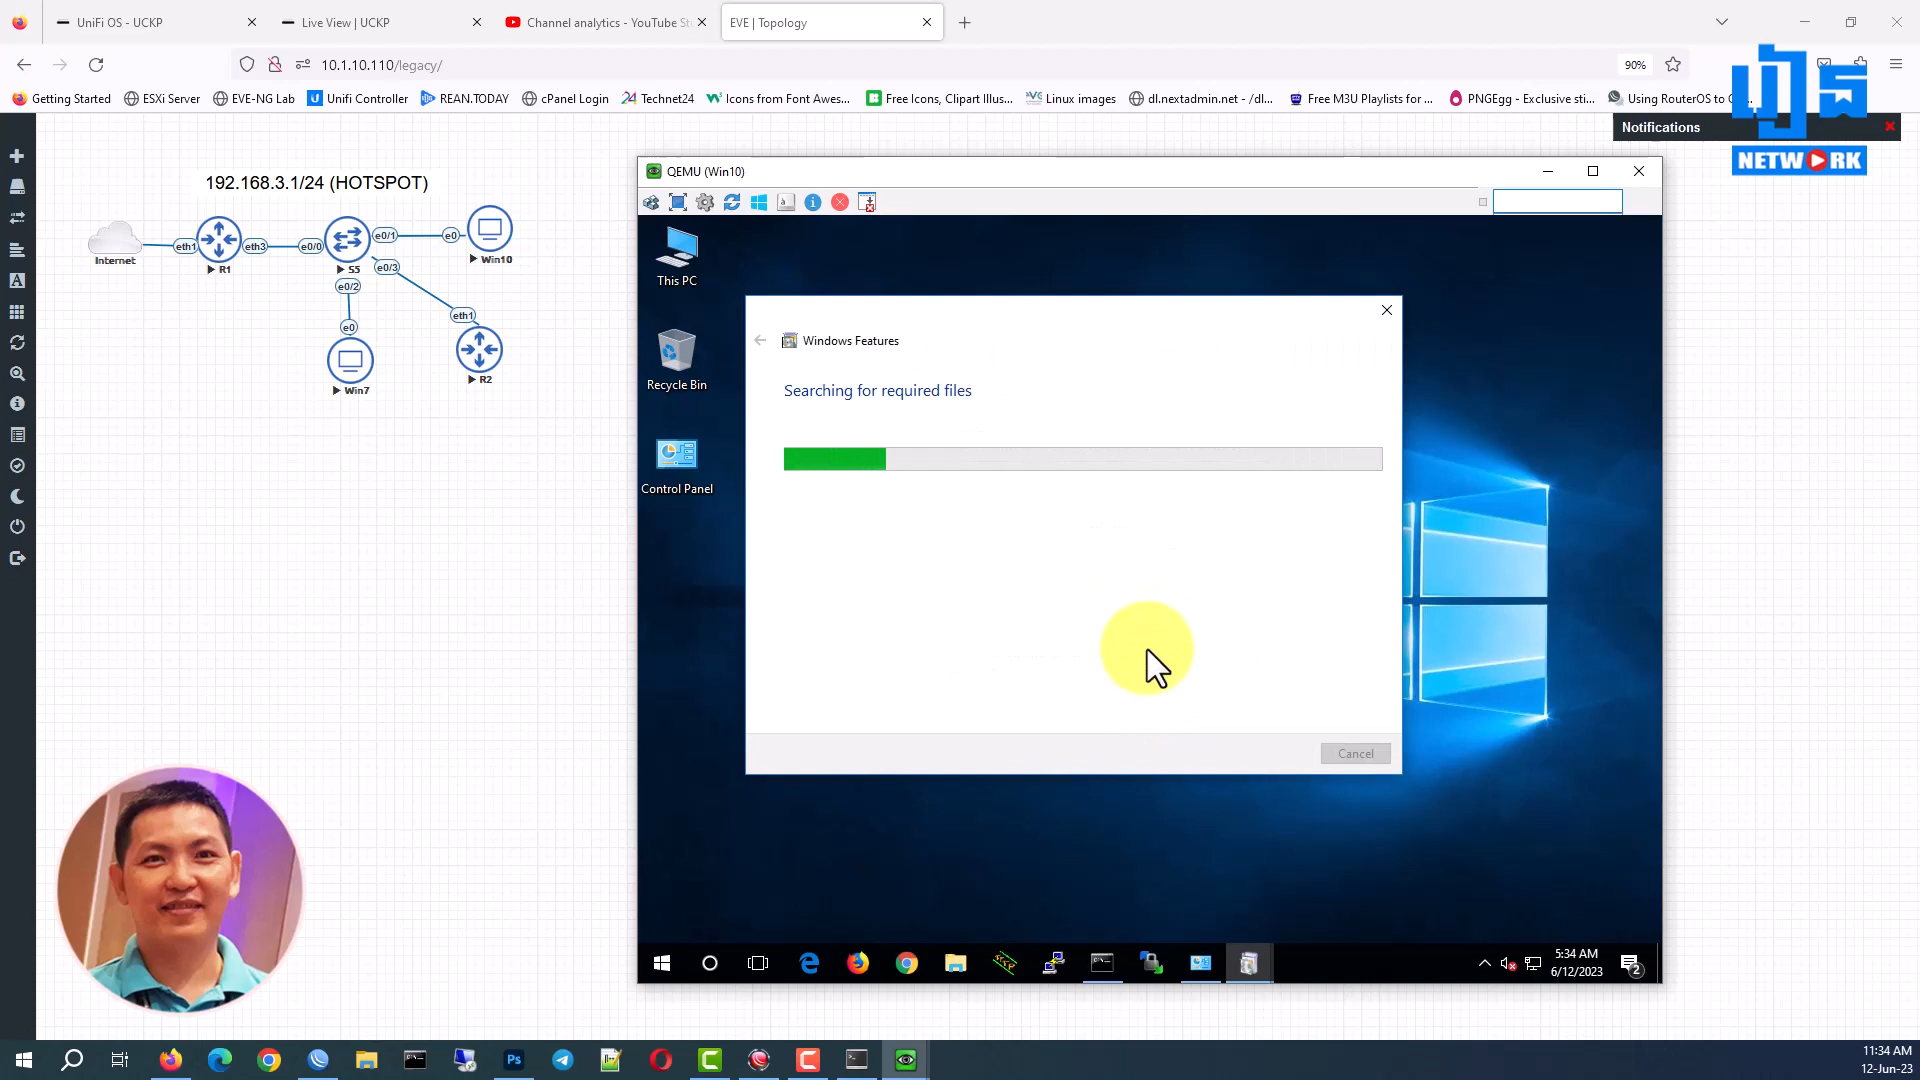 UniFi OS - UCKP
Live View | UCKP
Channel analytics - YouTube St
EVE | Topology
10.1.10.110/legacy/
90%
Getting Started
ESXi Server
EVE-NG Lab
Unifi Controller
REAN.TODAY
cPanel Login
Technet24
Icons from Font Awes...
Free Icons, Clipart Illus...
Linux images
dl.nextadmin.net - /dl...
Free M3U Playlists for ...
PNGEgg - Exclusive sti...
Using RouterOS to
Notifications
NETWORK
192.168.3.1/24 (HOTSPOT)
Internet
eth1
R1
eth3
e0/0
S5
e0/1
e0
Win10
e0/3
e0/2
eth1
e0
R2
Win7
QEMU (Win10)
This PC
Recycle Bin
Control Panel
Windows Features
Searching for required files
Cancel
5:34 AM
6/12/2023
2
11:34 AM
12-Jun-23